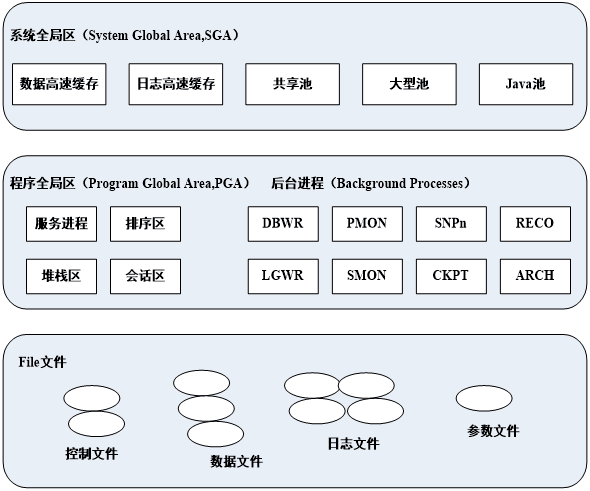 系统全局区（System Global Area,SGA）
数据高速缓存 日志高速缓存 共享池 大型池 Java池
程序全局区（Program Global Area,PGA） 后台进程（Background Processes）
服务进程 排序区 DBWR PMON SNPn RECO
堆栈区 会话区 LGWR SMON CKPT ARCH
File文件
控制文件 数据文件 日志文件 参数文件